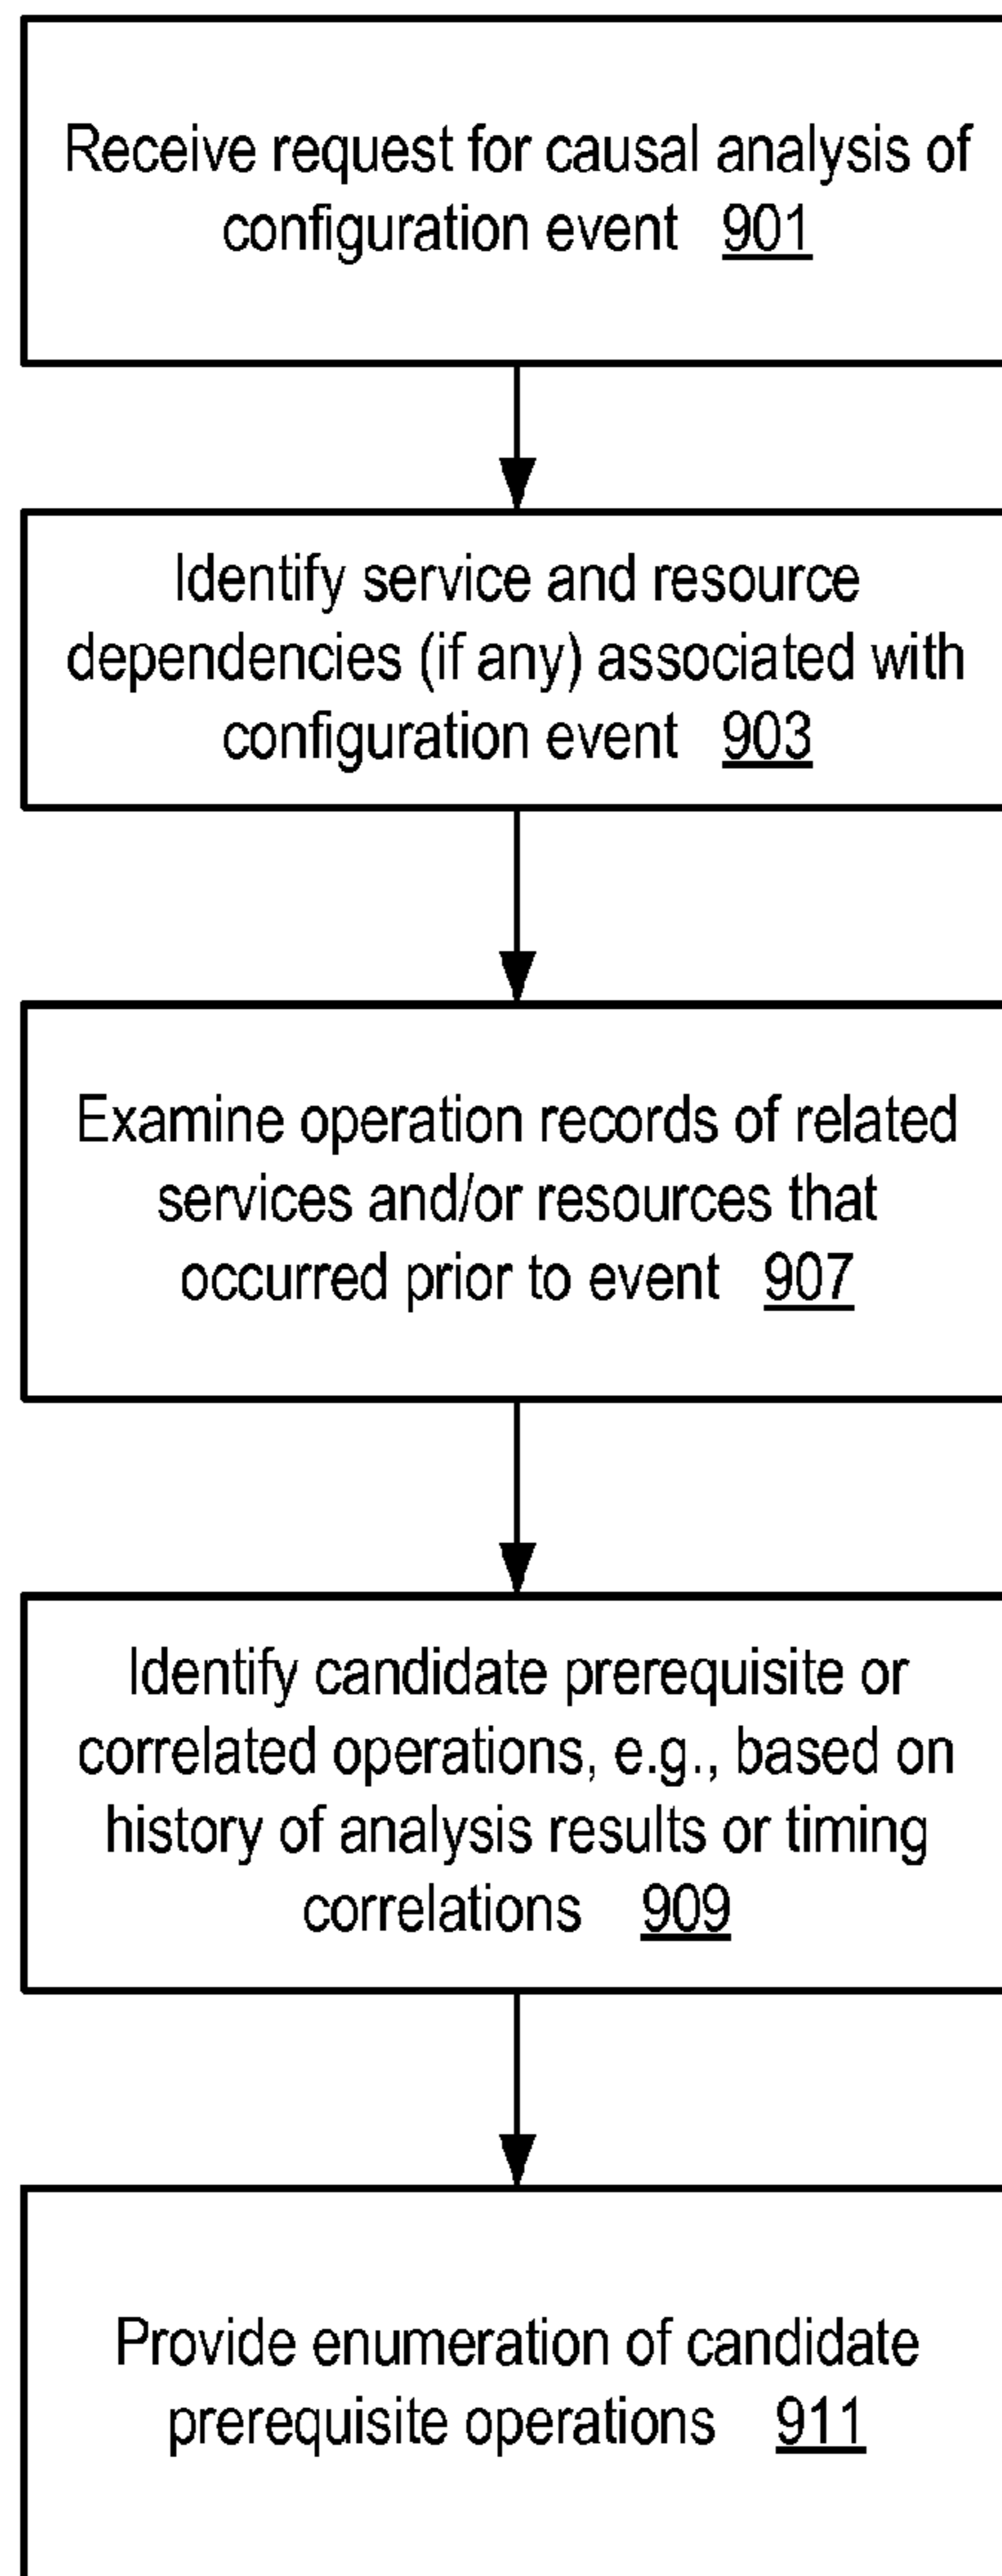 Receive request for causal analysis of
configuration event 901
Identify service and resource
dependencies (if any) associated with
configuration event 903
Examine operation records of related
services and/or resources that
occurred prior to event 907
Identify candidate prerequisite or
correlated operations, e.g., based on
history of analysis results or timing
correlations 909
Provide enumeration of candidate
prerequisite operations 911